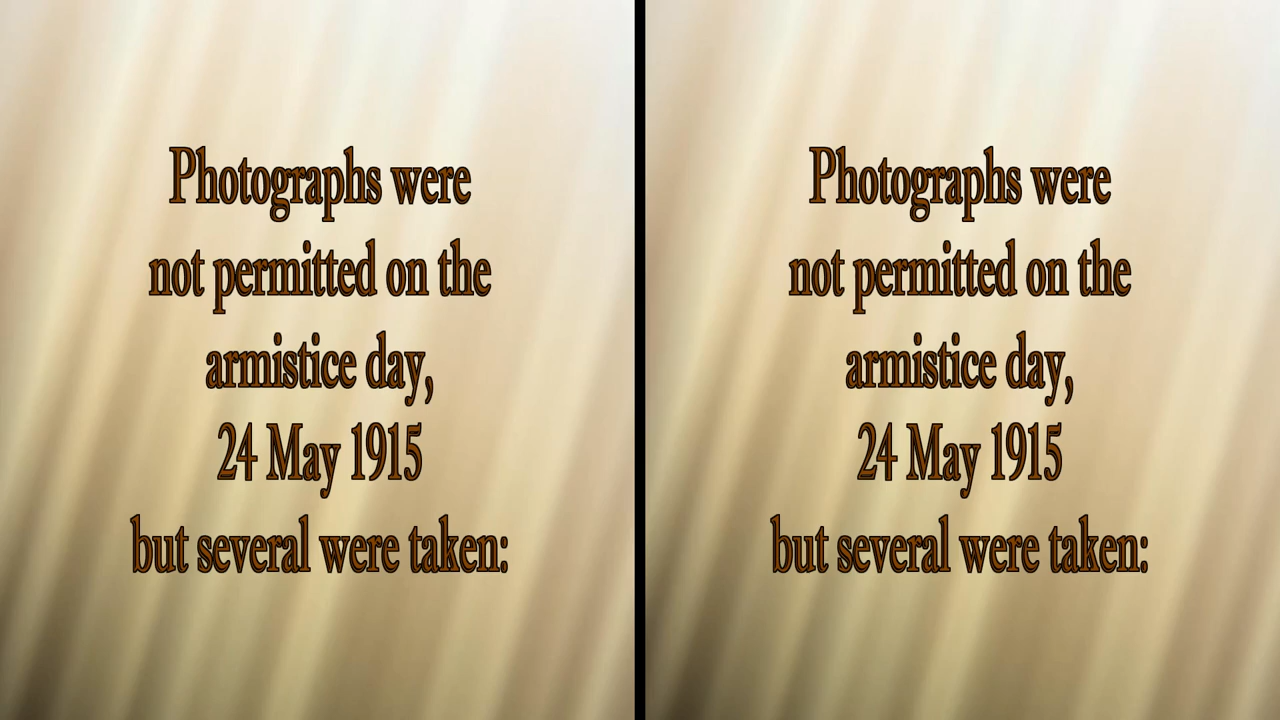 Photographs were
not permitted on the
armistice day,
24 May 1915
but several were taken:
Photographs were
not permitted on the
armistice day,
24 May 1915
but several were taken: